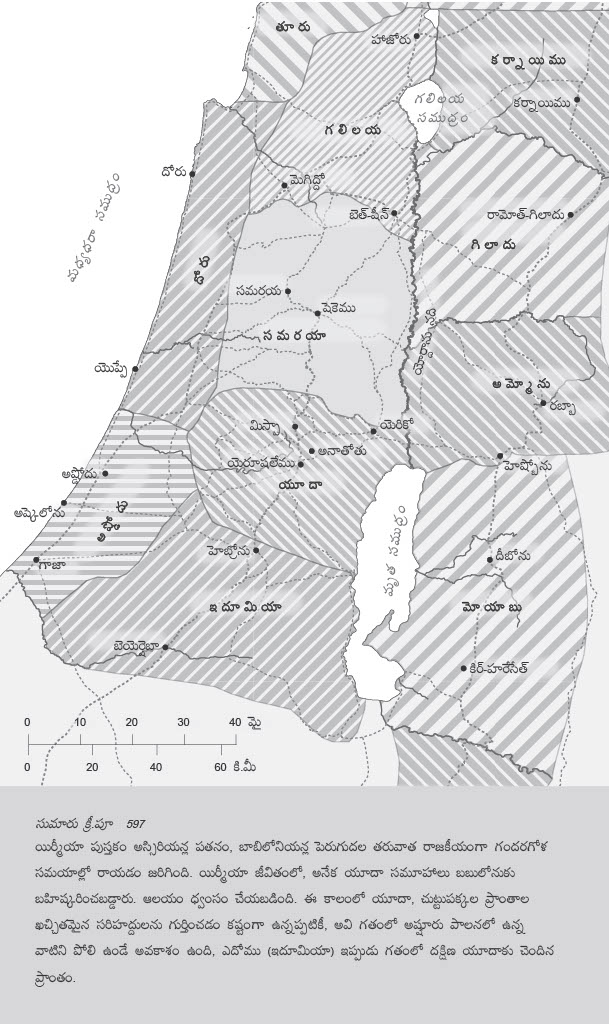 తూరు
హాజోరు
కర్నాయిము
గలిలయ
సముద్రం
కర్నాయిము
గలిలయ
దోరు
మెగిద్దో
మధ్యధరా సముద్రం
బెత్-షీన్
రామోత్-గిలాదు
గిలాదు
సమరయ
షెకెము
సమరయా
యొప్పే
అమ్మోను
రబ్బా
మిస్పా
యెరికో
అనాతోతు
యెరూషలేము
హెష్బోను
అష్డోదు
యూదా
అష్కెలోను
మృత సముద్రం
హెబ్రోను
దీబోను
గాజా
ఇదూమియా
మోయాబు
బెయేర్షెబా
కిర్-హరేసేత్
0 10 20 30 40 మై
0 20 40 60 కి.మీ
సుమారు క్రీ.పూ 597
యిర్మీయా పుస్తకం అస్సిరియన్ల పతనం, బాబిలోనియన్ల పెరుగుదల తరువాత రాజకీయంగా గందరగోళ
సమయాల్లో రాయడం జరిగింది. యిర్మీయా జీవితంలో, అనేక యూదా సమూహాలు బబులోనుకు
బహిష్కరించబడ్డారు. ఆలయం ధ్వంసం చేయబడింది. ఈ కాలంలో యూదా, చుట్టుపక్కల ప్రాంతాల
ఖచ్చితమైన సరిహద్దులను గుర్తించడం కష్టంగా ఉన్నప్పటికీ, అవి గతంలో అష్షూరు పాలనలో ఉన్న
వాటిని పోలి ఉండే అవకాశం ఉంది, ఎదోము (ఇదూమియా) ఇప్పుడు గతంలో దక్షిణ యూదాకు చెందిన
ప్రాంతం.